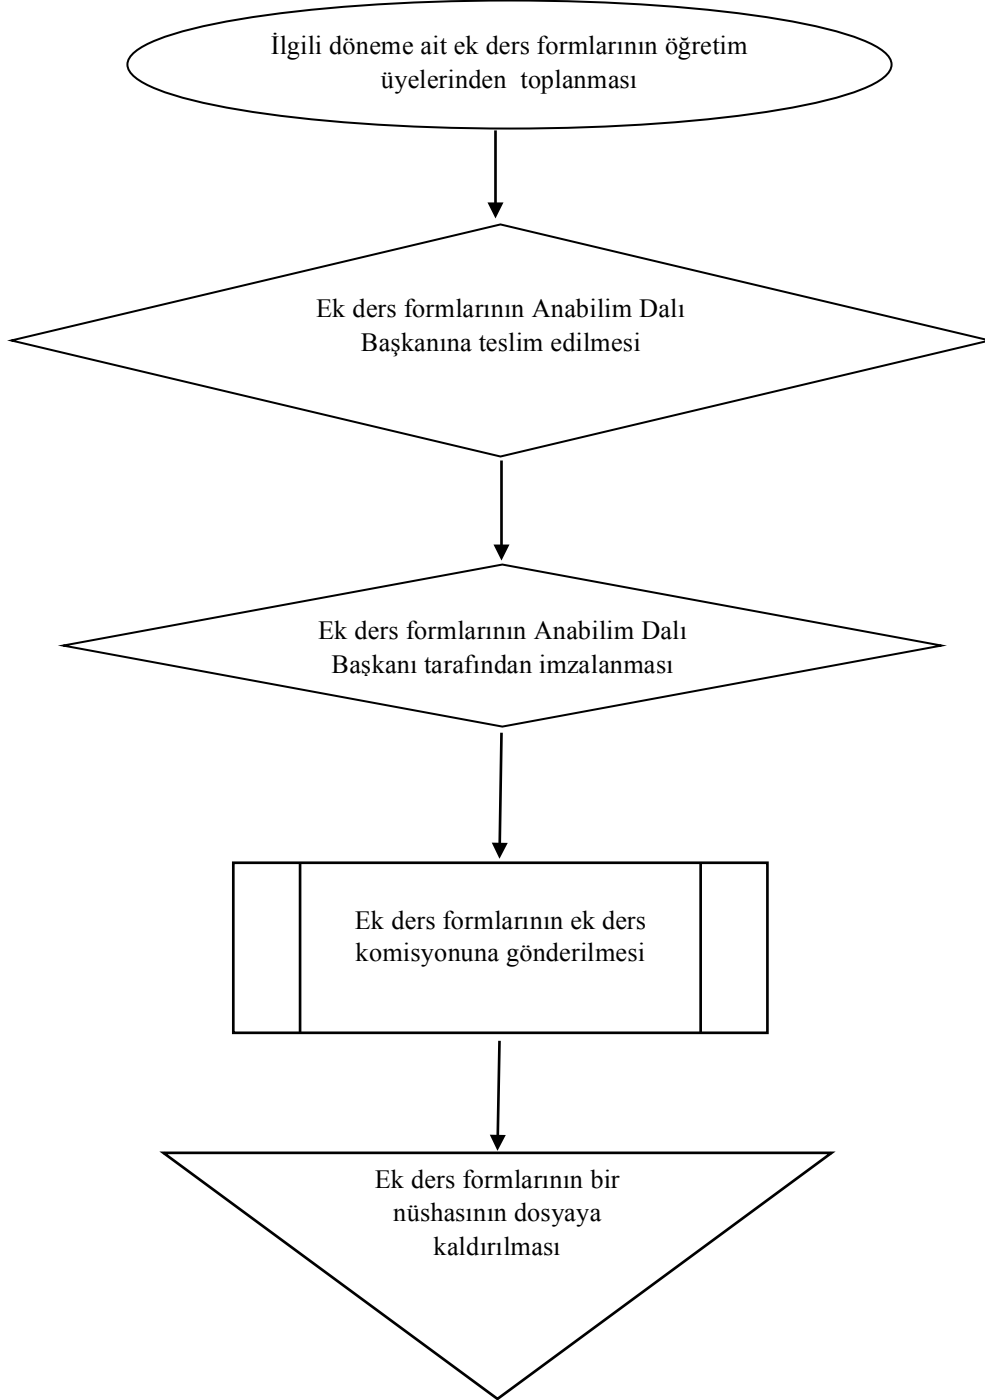 İlgili döneme ait ek ders formlarının öğretim
üyelerinden  toplanması
Ek ders formlarının Anabilim Dalı
Başkanına teslim edilmesi
Ek ders formlarının Anabilim Dalı
Başkanı tarafından imzalanması
Ek ders formlarının ek ders
komisyonuna gönderilmesi
Ek ders formlarının bir
nüshasının dosyaya
kaldırılması